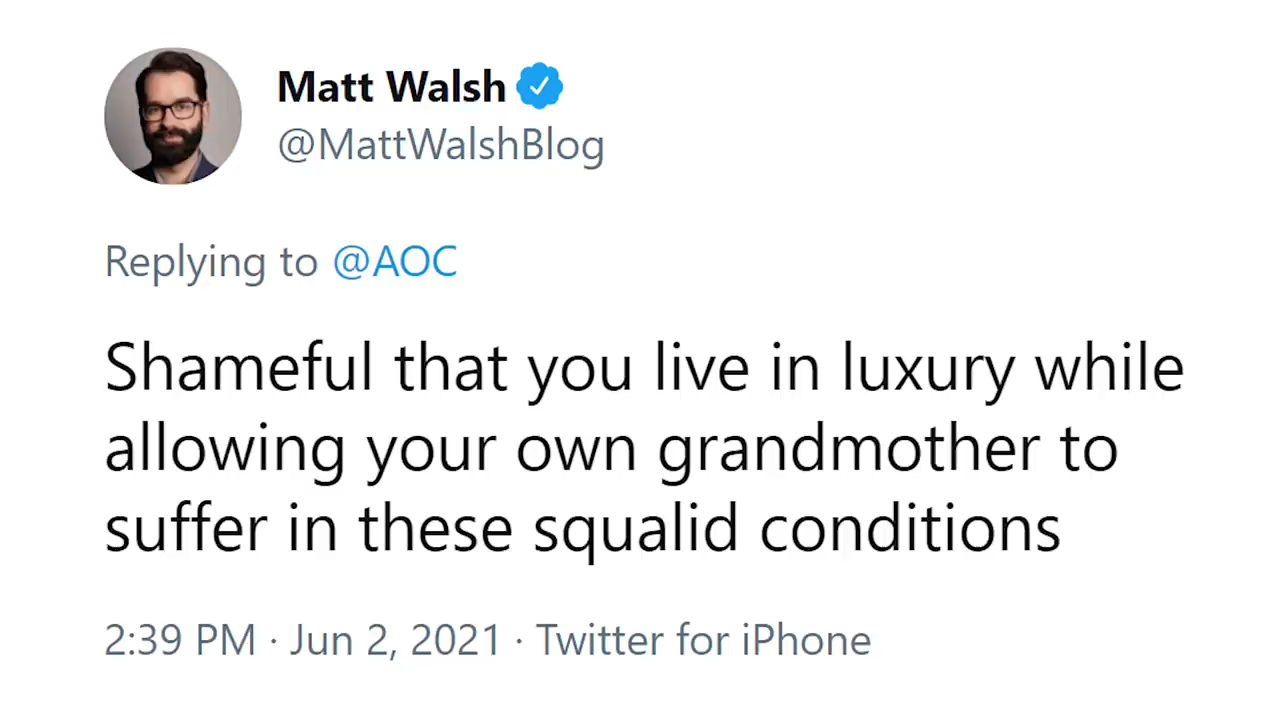 Matt Walsh
@MattWalshBlog
Replying to @AOC
Shameful that you live in luxury while
allowing your own grandmother to
suffer in these squalid conditions
2:39 PM · Jun 2, 2021 · Twitter for iPhone